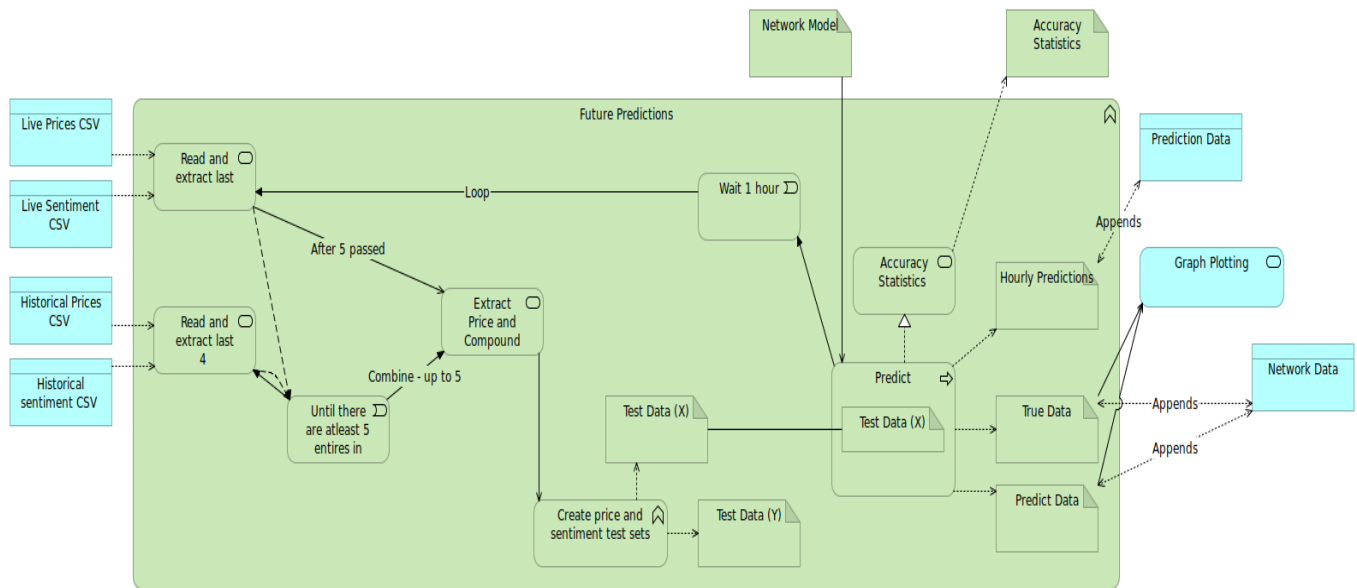 Network Model
Accuracy
Statistics
Future Predictions
Live Prices CSV
Live Sentiment
CSV
Historical Prices
CSV
Historical
sentiment CSV
Read and
extract last
Loop
Wait 1 hour
After 5 passed
Read and
extract last
4
Extract
Price and
Compound
Combine - up to 5
Until there
are atleast 5
entires in
Create price and
sentiment test sets
Test Data (X)
Test Data (Y)
Accuracy
Statistics
Predict
Test Data (X)
Hourly Predictions
True Data
Predict Data
Appends
Prediction Data
Graph Plotting
Appends
Appends
Network Data